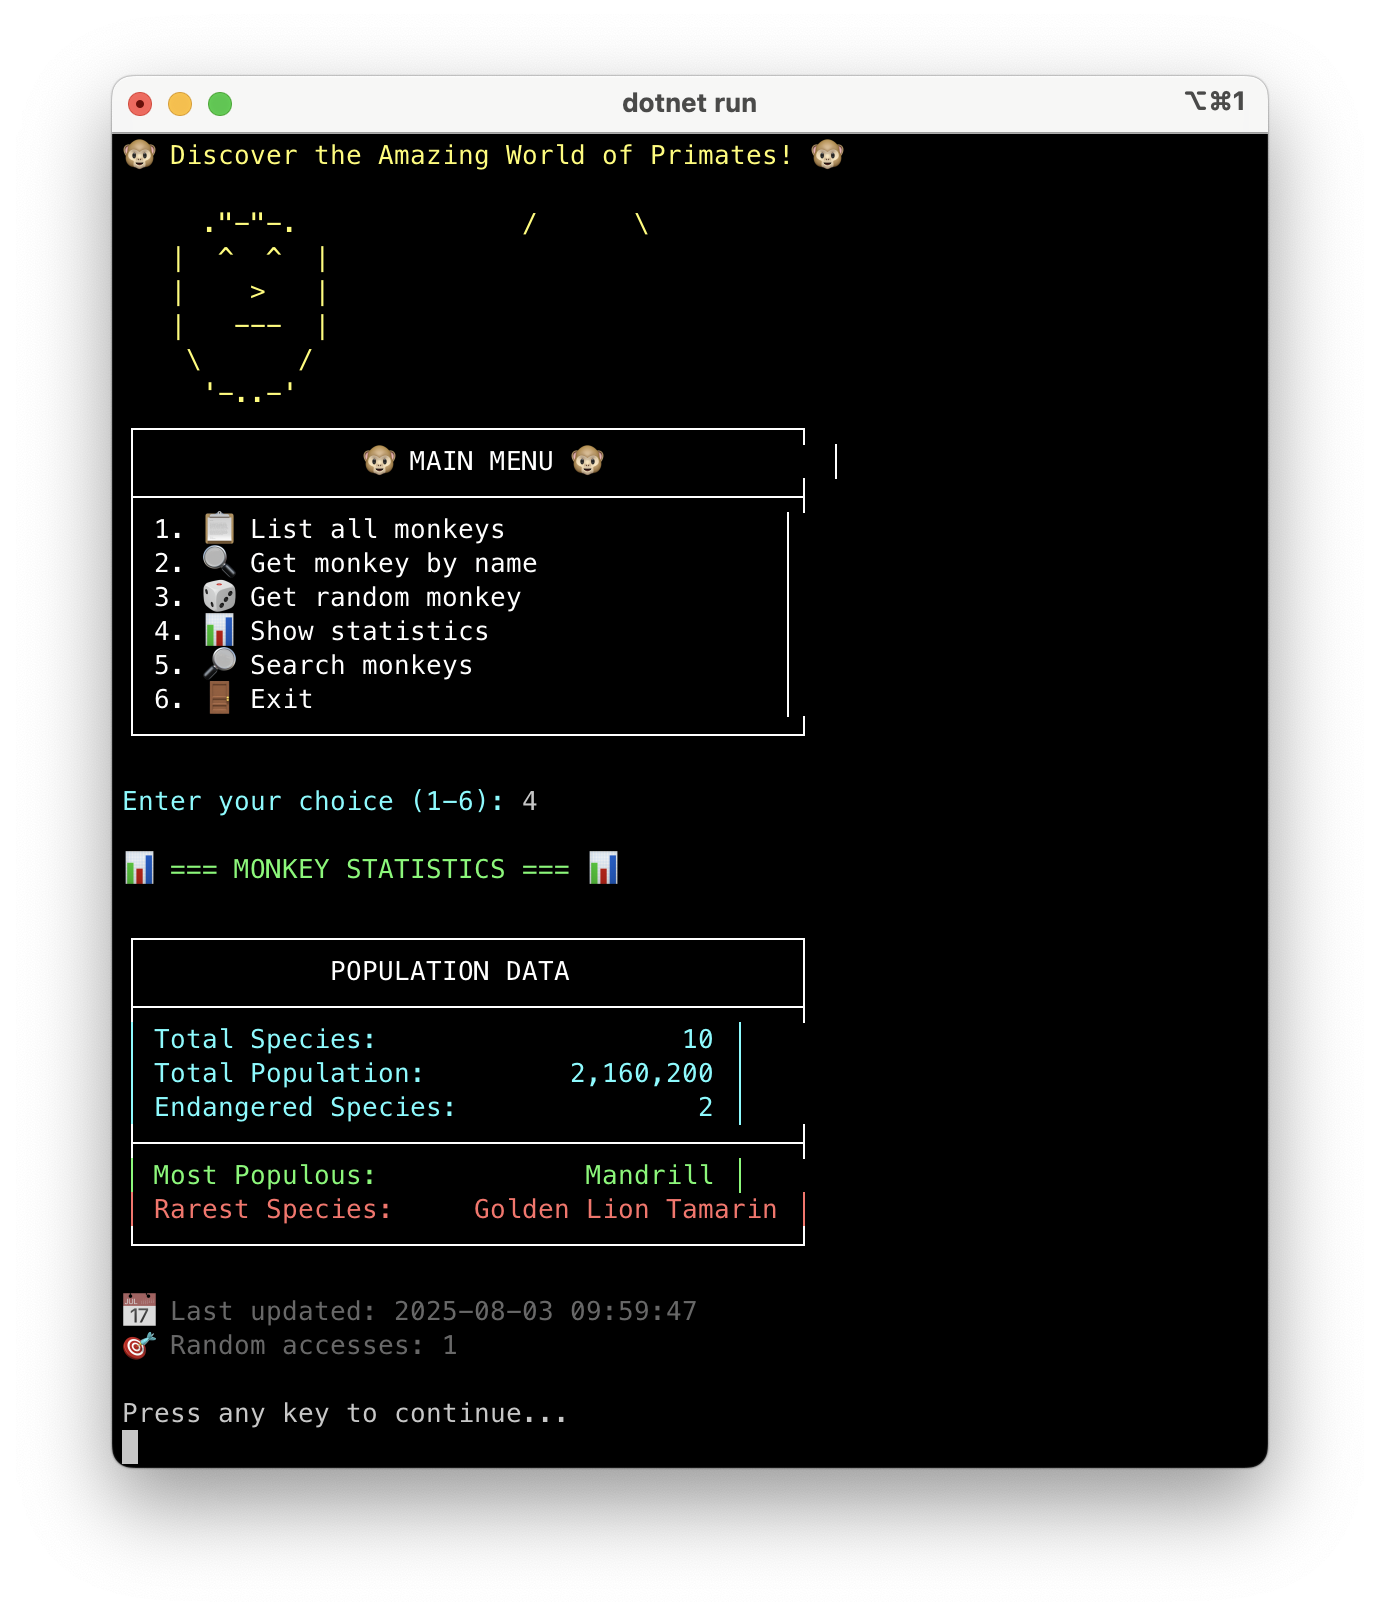 dotnet run ⌥⌘1
🐵 Discover the Amazing World of Primates! 🐵
."-"-. / \
| ^ ^ |
| > |
| --- |
\ /
'-..-'
🐵 MAIN MENU 🐵
1. 📋 List all monkeys
2. 🔍 Get monkey by name
3. 🎲 Get random monkey
4. 📊 Show statistics
5. 🔎 Search monkeys
6. 🚪 Exit
Enter your choice (1-6): 4
📊 === MONKEY STATISTICS === 📊
POPULATION DATA
Total Species: 10
Total Population: 2,160,200
Endangered Species: 2
Most Populous: Mandrill
Rarest Species: Golden Lion Tamarin
📅 Last updated: 2025-08-03 09:59:47
🎯 Random accesses: 1
Press any key to continue...